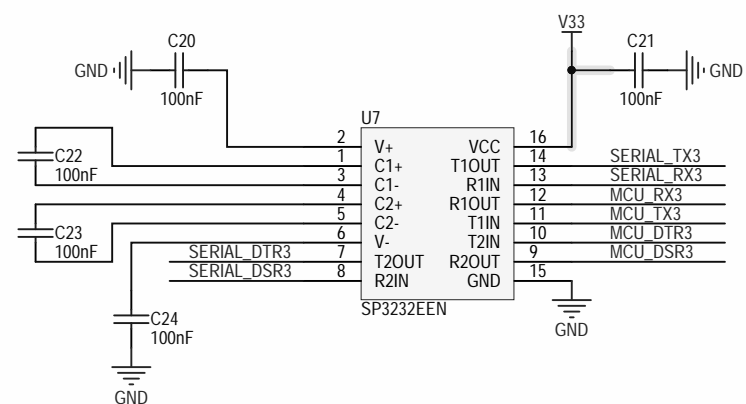 V33
C20
C21
GND
GND
100nF
100nF
U7
2 V+ VCC 16
1 C1+ T1OUT 14 SERIAL_TX3
3 C1- R1IN 13 SERIAL_RX3
4 C2+ R1OUT 12 MCU_RX3
5 C2- T1IN 11 MCU_TX3
6 V- T2IN 10 MCU_DTR3
SERIAL_DTR3 7 T2OUT R2OUT 9 MCU_DSR3
SERIAL_DSR3 8 R2IN GND 15
C22
100nF
C23
100nF
SP3232EEN
C24
100nF
GND
GND